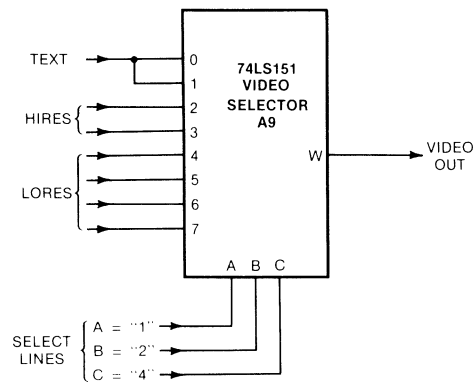 TEXT
0
1
HIRES
2
3
LORES
4
5
6
7
74LS151
VIDEO
SELECTOR
A9
W
VIDEO
OUT
A B C
SELECT
LINES
A = "1"
B = "2"
C = "4"